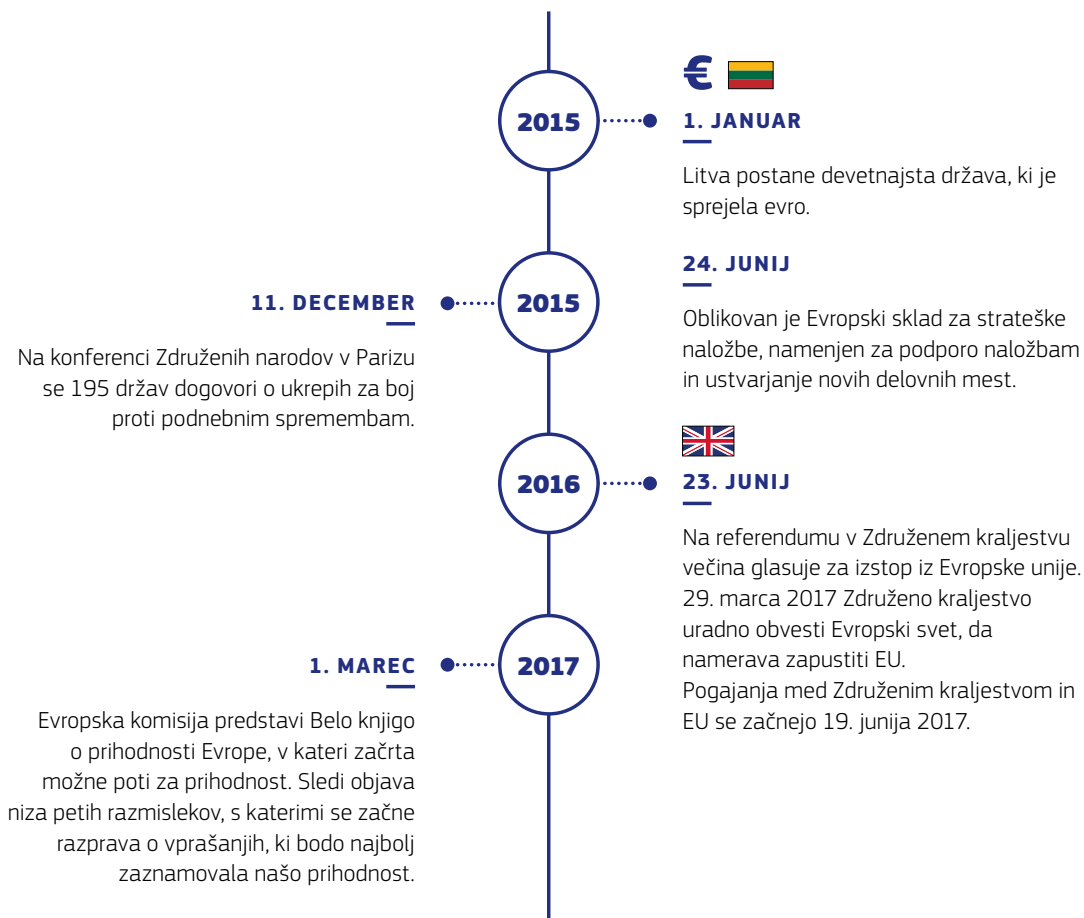 €
2015
1. JANUAR
Litva postane devetnajsta država, ki je
sprejela evro.
24. JUNIJ
Oblikovan je Evropski sklad za strateške
naložbe, namenjen za podporo naložbam
in ustvarjanje novih delovnih mest.
2015
11. DECEMBER
Na konferenci Združenih narodov v Parizu
se 195 držav dogovori o ukrepih za boj
proti podnebnim spremembam.
2016
23. JUNIJ
Na referendumu v Združenem kraljestvu
večina glasuje za izstop iz Evropske unije.
29. marca 2017 Združeno kraljestvo
uradno obvesti Evropski svet, da
namerava zapustiti EU.
Pogajanja med Združenim kraljestvom in
EU se začnejo 19. junija 2017.
2017
1. MAREC
Evropska komisija predstavi Belo knjigo
o prihodnosti Evrope, v kateri začrta
možne poti za prihodnost. Sledi objava
niza petih razmislekov, s katerimi se začne
razprava o vprašanjih, ki bodo najbolj
zaznamovala našo prihodnost.